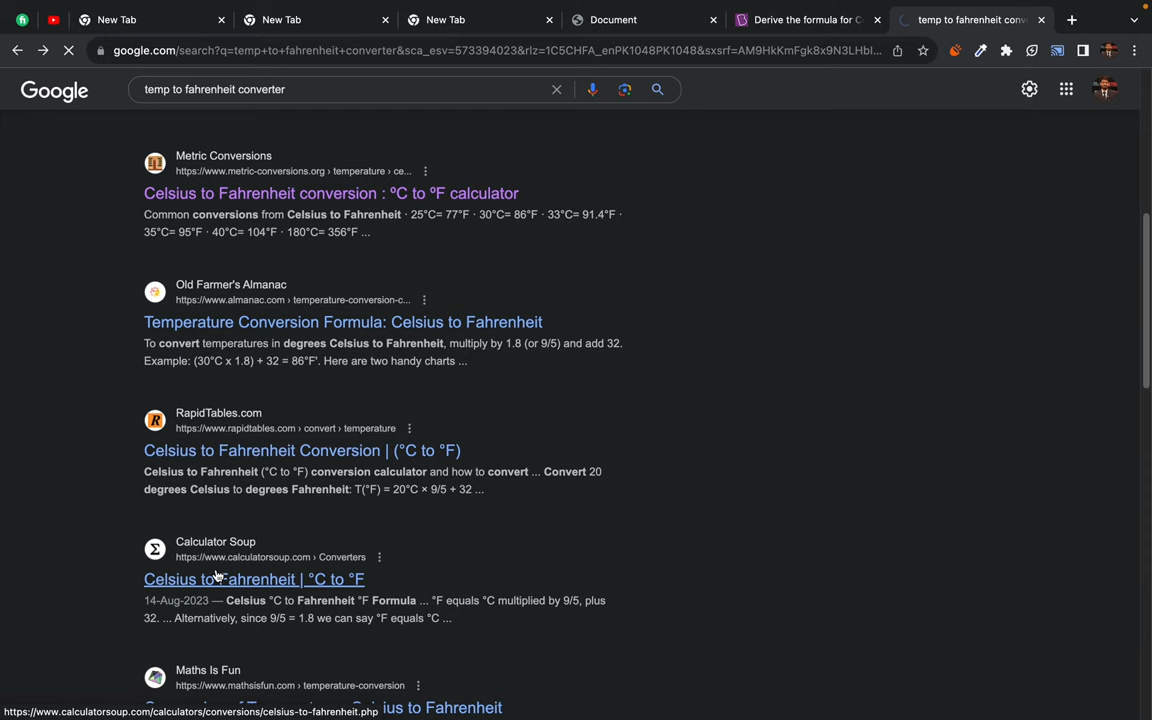 New Tab
New Tab
New Tab
Document
Derive the formula for C
temp to fahrenheit conv
google.com/search?q=temp+to+fahrenheit+converter&sca_esv=573394023&rlz=1C5CHFA_enPK1048PK1048&sxsrf=AM9HkKmFgk8x9N3LHbI...
Google
temp to fahrenheit converter
Metric Conversions
https://www.metric-conversions.org › temperature › ce...
Celsius to Fahrenheit conversion : ºC to ºF calculator
Common conversions from Celsius to Fahrenheit · 25°C= 77°F · 30°C= 86°F · 33°C= 91.4°F ·
35°C= 95°F · 40°C= 104°F · 180°C= 356°F ...
Old Farmer's Almanac
https://www.almanac.com › temperature-conversion-c...
Temperature Conversion Formula: Celsius to Fahrenheit
To convert temperatures in degrees Celsius to Fahrenheit, multiply by 1.8 (or 9/5) and add 32.
Example: (30°C x 1.8) + 32 = 86°F'. Here are two handy charts ...
RapidTables.com
https://www.rapidtables.com › convert › temperature
Celsius to Fahrenheit Conversion | (°C to °F)
Celsius to Fahrenheit (°C to °F) conversion calculator and how to convert ... Convert 20
degrees Celsius to degrees Fahrenheit: T(°F) = 20°C × 9/5 + 32 ...
Calculator Soup
https://www.calculatorsoup.com › Converters
Celsius to Fahrenheit | °C to °F
14-Aug-2023 — Celsius °C to Fahrenheit °F Formula ... °F equals °C multiplied by 9/5, plus
32. ... Alternatively, since 9/5 = 1.8 we can say °F equals °C ...
Maths Is Fun
https://www.mathsisfun.com › temperature-conversion
Celsius to Fahrenheit
https://www.calculatorsoup.com/calculators/conversions/celsius-to-fahrenheit.php